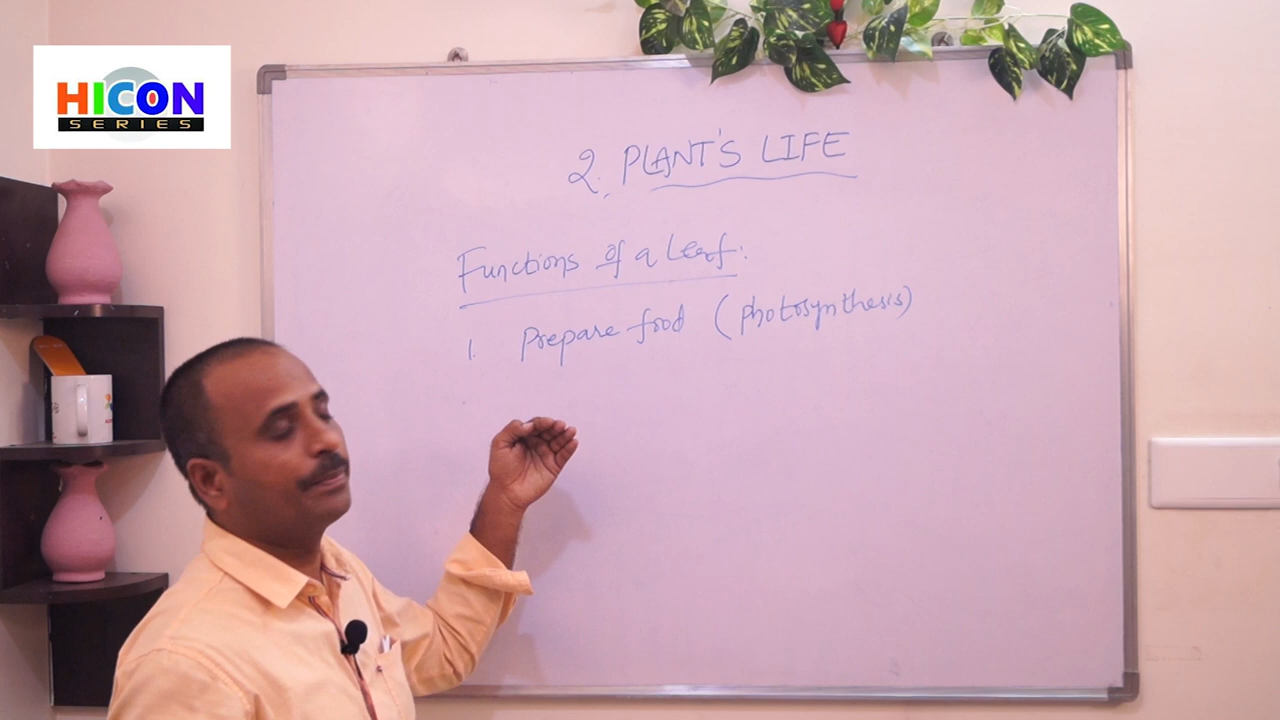 HICON
SERIES
2. PLANT'S LIFE
Functions of a Leaf:
1. Prepare food (photosynthesis)